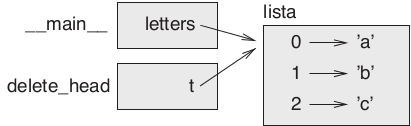 lista
__main__ letters
0 'a'
1 'b'
delete_head t
2 'c'